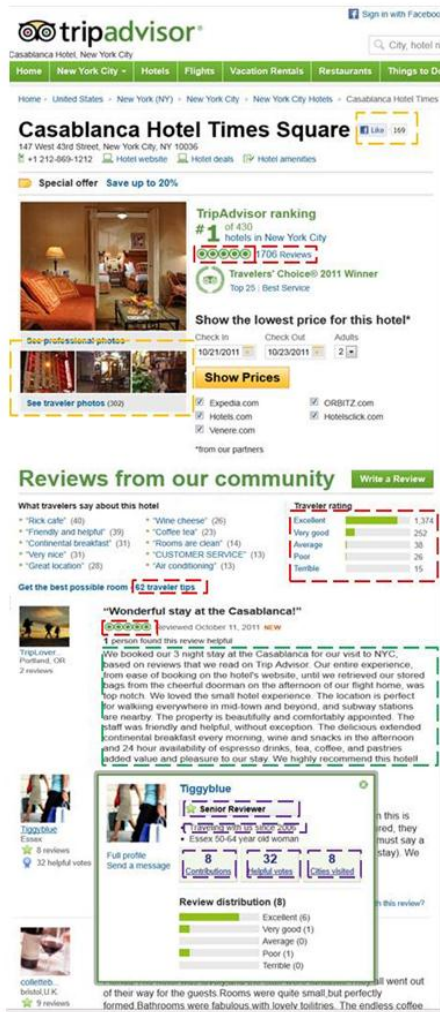 Sign in with Facebook
tripadvisor®
Casablanca Hotel, New York City
City, hotel n
Home New York City Hotels Flights Vacation Rentals Restaurants Things to D
Home United States New York (NY) New York City New York City Hotels Casablanca Hotel Times
Casablanca Hotel Times Square Like 169
147 West 43rd Street, New York City, NY 10036
+1 212-869-1212 Hotel website Hotel deals Hotel amenities
Special offer Save up to 20%
TripAdvisor ranking
#1 of 430
hotels in New York City
1706 Reviews
Travelers' Choice® 2011 Winner
Top 25 | Best Service
See professional photos
See traveler photos (302)
Show the lowest price for this hotel*
Check In Check Out Adults
10/21/2011 10/23/2011 2
Show Prices
Expedia.com ORBITZ.com
Hotels.com Hotelsclick.com
Venere.com
*from our partners
Reviews from our community Write a Review
What travelers say about this hotel
"Rick cafe" (40) "Wine cheese" (26)
"Friendly and helpful" (39) "Coffee tea" (23)
"Continental breakfast" (31) "Rooms are clean" (14)
"Very nice" (31) "CUSTOMER SERVICE" (13)
"Great location" (28) "Air conditioning" (13)
Traveler rating
Excellent 1,374
Very good 252
Average 38
Poor 26
Terrible 15
Get the best possible room - 62 traveler tips
TripLover...
Portland, OR
2 reviews
"Wonderful stay at the Casablanca!"
Reviewed October 11, 2011 NEW
1 person found this review helpful
We booked our 3 night stay at the Casablanca for our visit to NYC,
based on reviews that we read on Trip Advisor. Our entire experience,
from ease of booking on the hotel's website, until we retrieved our stored
bags from the cheerful doorman on the afternoon of our flight home, was
top notch. We loved the small hotel experience. The location is perfect
for walking everywhere in mid-town and beyond, and subway stations
are nearby. The property is beautifully and comfortably appointed. The
staff was friendly and helpful, without exception. The delicious extended
continental breakfast every morning, wine and snacks in the afternoon
and 24 hour availability of espresso drinks, tea, coffee, and pastries
added value and pleasure to our stay. We highly recommend this hotel!
Tiggyblue
Essex
8 reviews
32 helpful votes
Tiggyblue
Senior Reviewer
Traveling with us since 2006
Essex 50-64 year old woman
Full profile
Send a message
8 32 8
Contributions Helpful votes Cities visited
Review distribution (8)
Excellent (6)
Very good (1)
Average (0)
Poor (1)
Terrible (0)
n this is
red, they
must say a
stay). We
h this review?
colletteb...
bristol,U.K.
9 reviews
all went out
of their way for the guests.Rooms were quite small,but perfectly
formed.Bathrooms were fabulous,with lovely toilitries. The endless coffee